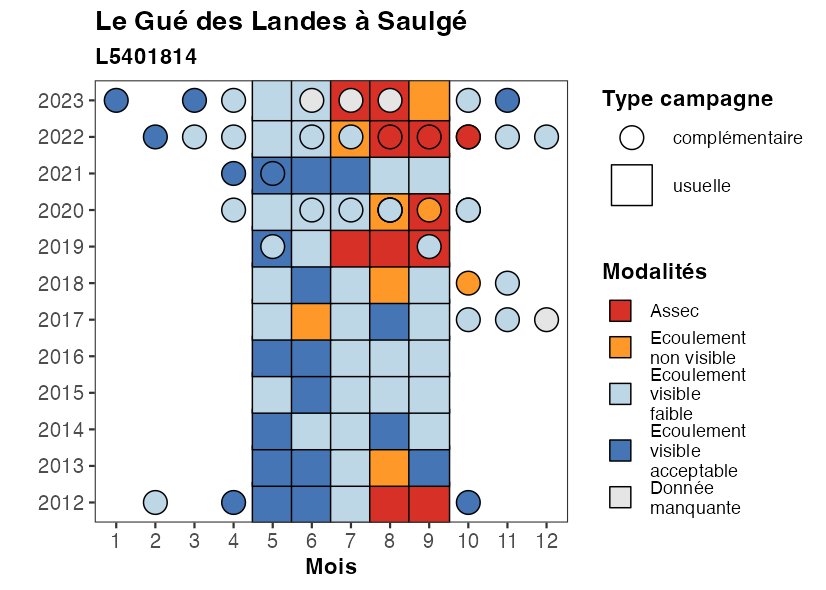 Le Gué des Landes à Saulgé
L5401814
2023
2022
2021
2020
2019
2018
2017
2016
2015
2014
2013
2012
1 2 3 4 5 6 7 8 9 10 11 12
Mois
Type campagne
complémentaire
usuelle
Modalités
Assec
Ecoulement
non visible
Ecoulement
visible
faible
Ecoulement
visible
acceptable
Donnée
manquante